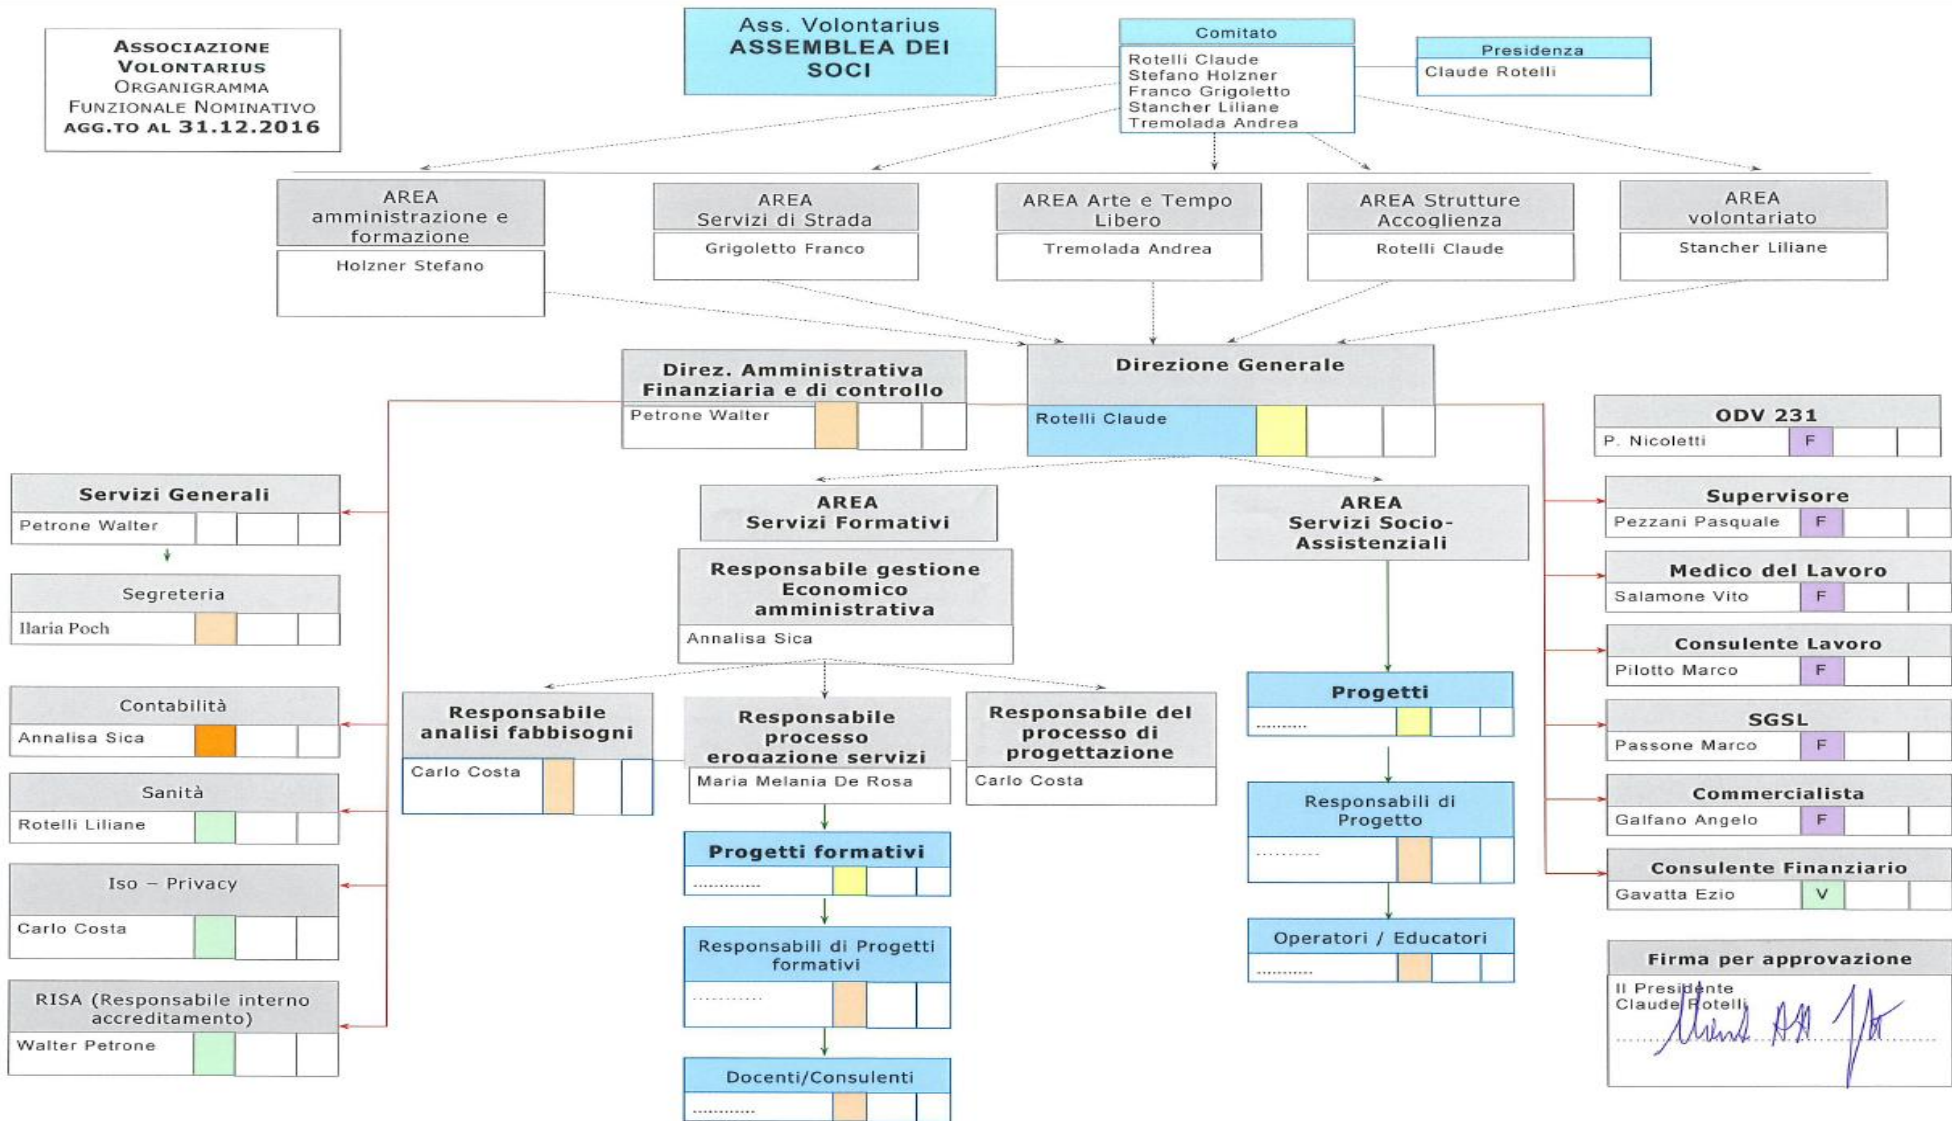 ASSOCIAZIONE
VOLONTARIUS
ORGANIGRAMMA
FUNZIONALE NOMINATIVO
AGG.TO AL 31.12.2016
Ass. Volontarius
ASSEMBLEA DEI
SOCI
Comitato
Rotelli Claude
Stefano Holzner
Franco Grigoletto
Stancher Liliane
Tremolada Andrea
Presidenza
Claude Rotelli
AREA
amministrazione e
formazione
Holzner Stefano
AREA
Servizi di Strada
Grigoletto Franco
AREA Arte e Tempo
Libero
Tremolada Andrea
AREA Strutture
Accoglienza
Rotelli Claude
AREA
volontariato
Stancher Liliane
Direz. Amministrativa
Finanziaria e di controllo
Petrone Walter
Direzione Generale
Rotelli Claude
ODV 231
P. Nicoletti F
Servizi Generali
Petrone Walter
Segreteria
Ilaria Poch
Contabilità
Annalisa Sica
Sanità
Rotelli Liliane
Iso – Privacy
Carlo Costa
RISA (Responsabile interno
accreditamento)
Walter Petrone
AREA
Servizi Formativi
Responsabile gestione
Economico
amministrativa
Annalisa Sica
Responsabile
analisi fabbisogni
Carlo Costa
Responsabile
processo
erogazione servizi
Maria Melania De Rosa
Responsabile del
processo di
progettazione
Carlo Costa
Progetti formativi
............
Responsabili di Progetti
formativi
............
Docenti/Consulenti
...........
AREA
Servizi Socio-
Assistenziali
Progetti
..........
Responsabili di
Progetto
...........
Operatori / Educatori
..........
Supervisore
Pezzani Pasquale F
Medico del Lavoro
Salamone Vito F
Consulente Lavoro
Pilotto Marco F
SGSL
Passone Marco F
Commercialista
Galfano Angelo F
Consulente Finanziario
Gavatta Ezio V
Firma per approvazione
Il Presidente
Claude Rotelli